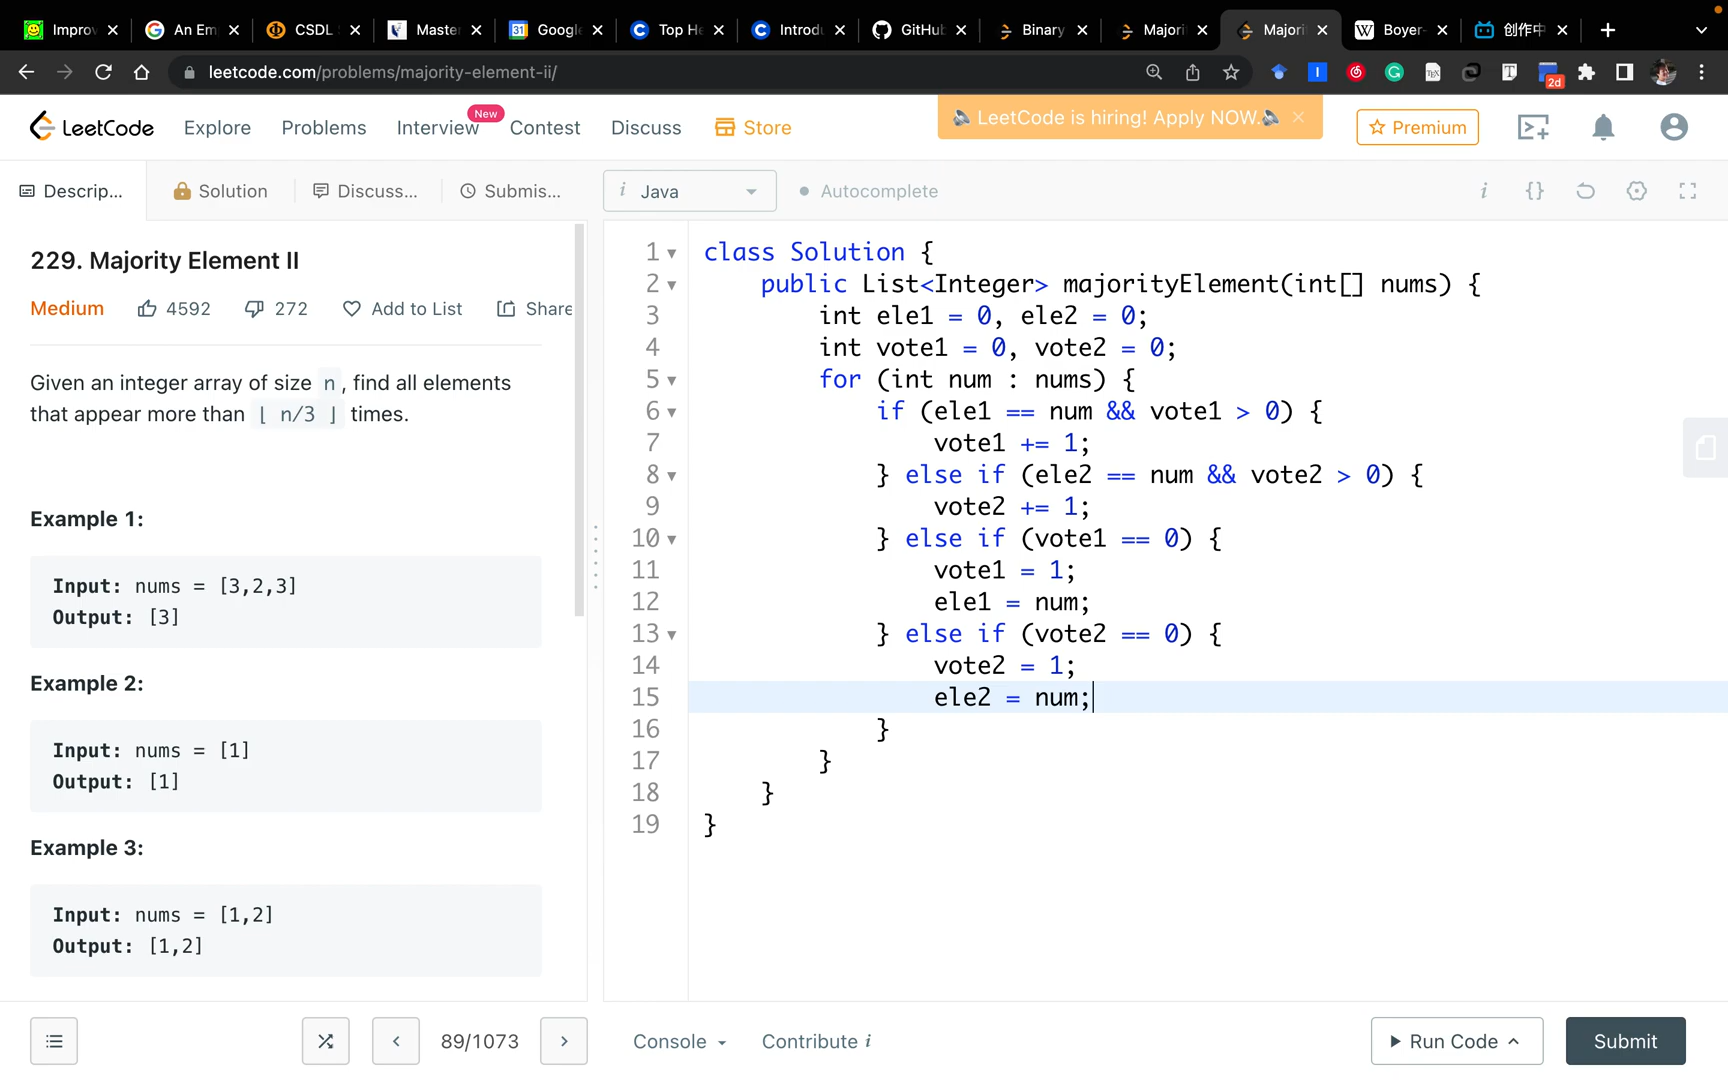 Improv
An Em
CSDL
Master
Google
Top He
Introdu
GitHub
Binary
Majorit
Majorit
Boyer-
创作中
leetcode.com/problems/majority-element-ii/
2d
LeetCode
Explore
Problems
Interview
New
Contest
Discuss
Store
LeetCode is hiring! Apply NOW.
Premium
Descrip...
Solution
Discuss...
Submis...
i Java
Autocomplete
229. Majority Element II
Medium
4592
272
Add to List
Share
Given an integer array of size n, find all elements
that appear more than ⌊ n/3 ⌋ times.
Example 1:
Input: nums = [3,2,3]
Output: [3]
Example 2:
Input: nums = [1]
Output: [1]
Example 3:
Input: nums = [1,2]
Output: [1,2]
1 class Solution {
2 public List<Integer> majorityElement(int[] nums) {
3 int ele1 = 0, ele2 = 0;
4 int vote1 = 0, vote2 = 0;
5 for (int num : nums) {
6 if (ele1 == num && vote1 > 0) {
7 vote1 += 1;
8 } else if (ele2 == num && vote2 > 0) {
9 vote2 += 1;
10 } else if (vote1 == 0) {
11 vote1 = 1;
12 ele1 = num;
13 } else if (vote2 == 0) {
14 vote2 = 1;
15 ele2 = num;
16 }
17 }
18 }
19 }
89/1073
Console
Contribute i
Run Code
Submit